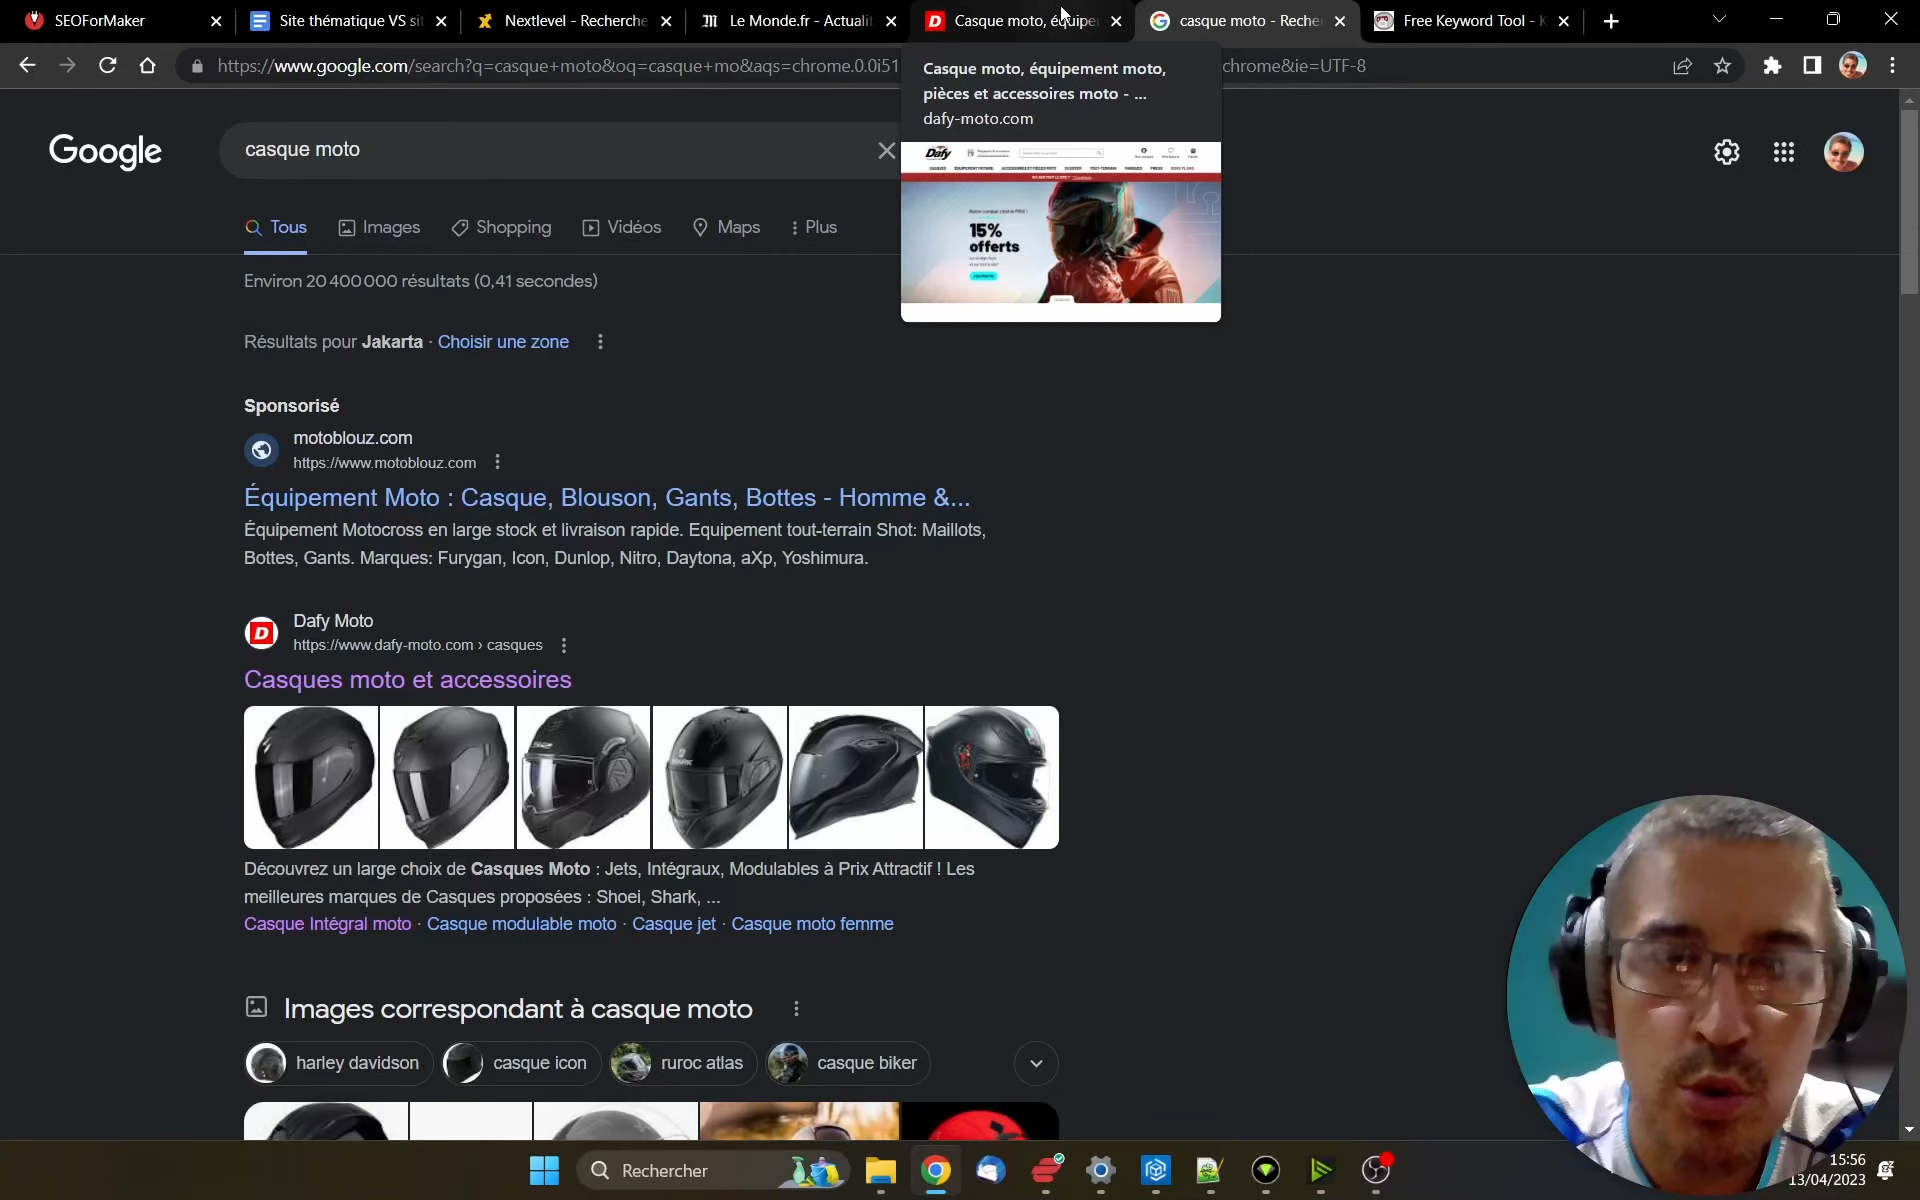 SEOForMaker
Site thématique VS sit
Nextlevel - Recherche
Le Monde.fr - Actualit
Casque moto, équipe
casque moto - Reche
Free Keyword Tool - K
https://www.google.com/search?q=casque+moto&oq=casque+mo&aqs=chrome.0.0i51
chrome&ie=UTF-8
Casque moto, équipement moto,
pièces et accessoires moto - ...
dafy-moto.com
Dafy
15%
offerts
Google
casque moto
Tous
Images
Shopping
Vidéos
Maps
Plus
Environ 20 400 000 résultats (0,41 secondes)
Résultats pour Jakarta · Choisir une zone
Sponsorisé
motoblouz.com
https://www.motoblouz.com
Équipement Moto : Casque, Blouson, Gants, Bottes - Homme &...
Équipement Motocross en large stock et livraison rapide. Equipement tout-terrain Shot: Maillots,
Bottes, Gants. Marques: Furygan, Icon, Dunlop, Nitro, Daytona, aXp, Yoshimura.
Dafy Moto
https://www.dafy-moto.com › casques
Casques moto et accessoires
Découvrez un large choix de Casques Moto : Jets, Intégraux, Modulables à Prix Attractif ! Les
meilleures marques de Casques proposées : Shoei, Shark, ...
Casque Intégral moto · Casque modulable moto · Casque jet · Casque moto femme
Images correspondant à casque moto
harley davidson
casque icon
ruroc atlas
casque biker
Rechercher
15:56
13/04/2023